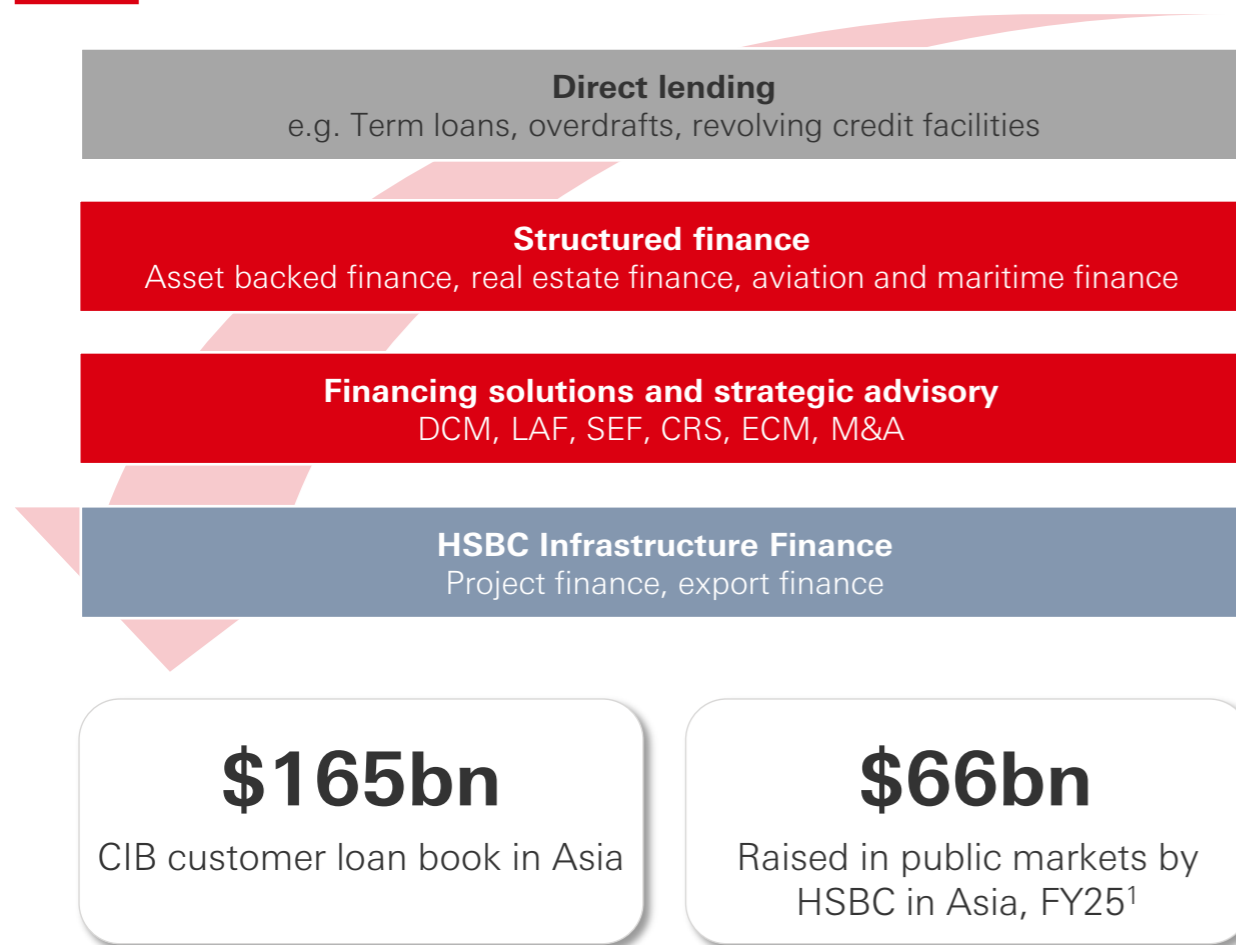 Direct lending
e.g. Term loans, overdrafts, revolving credit facilities
Structured finance
Asset backed finance, real estate finance, aviation and maritime finance
Financing solutions and strategic advisory
DCM, LAF, SEF, CRS, ECM, M&A
HSBC Infrastructure Finance
Project finance, export finance
$165bn
CIB customer loan book in Asia
$66bn
Raised in public markets by
HSBC in Asia, FY25¹